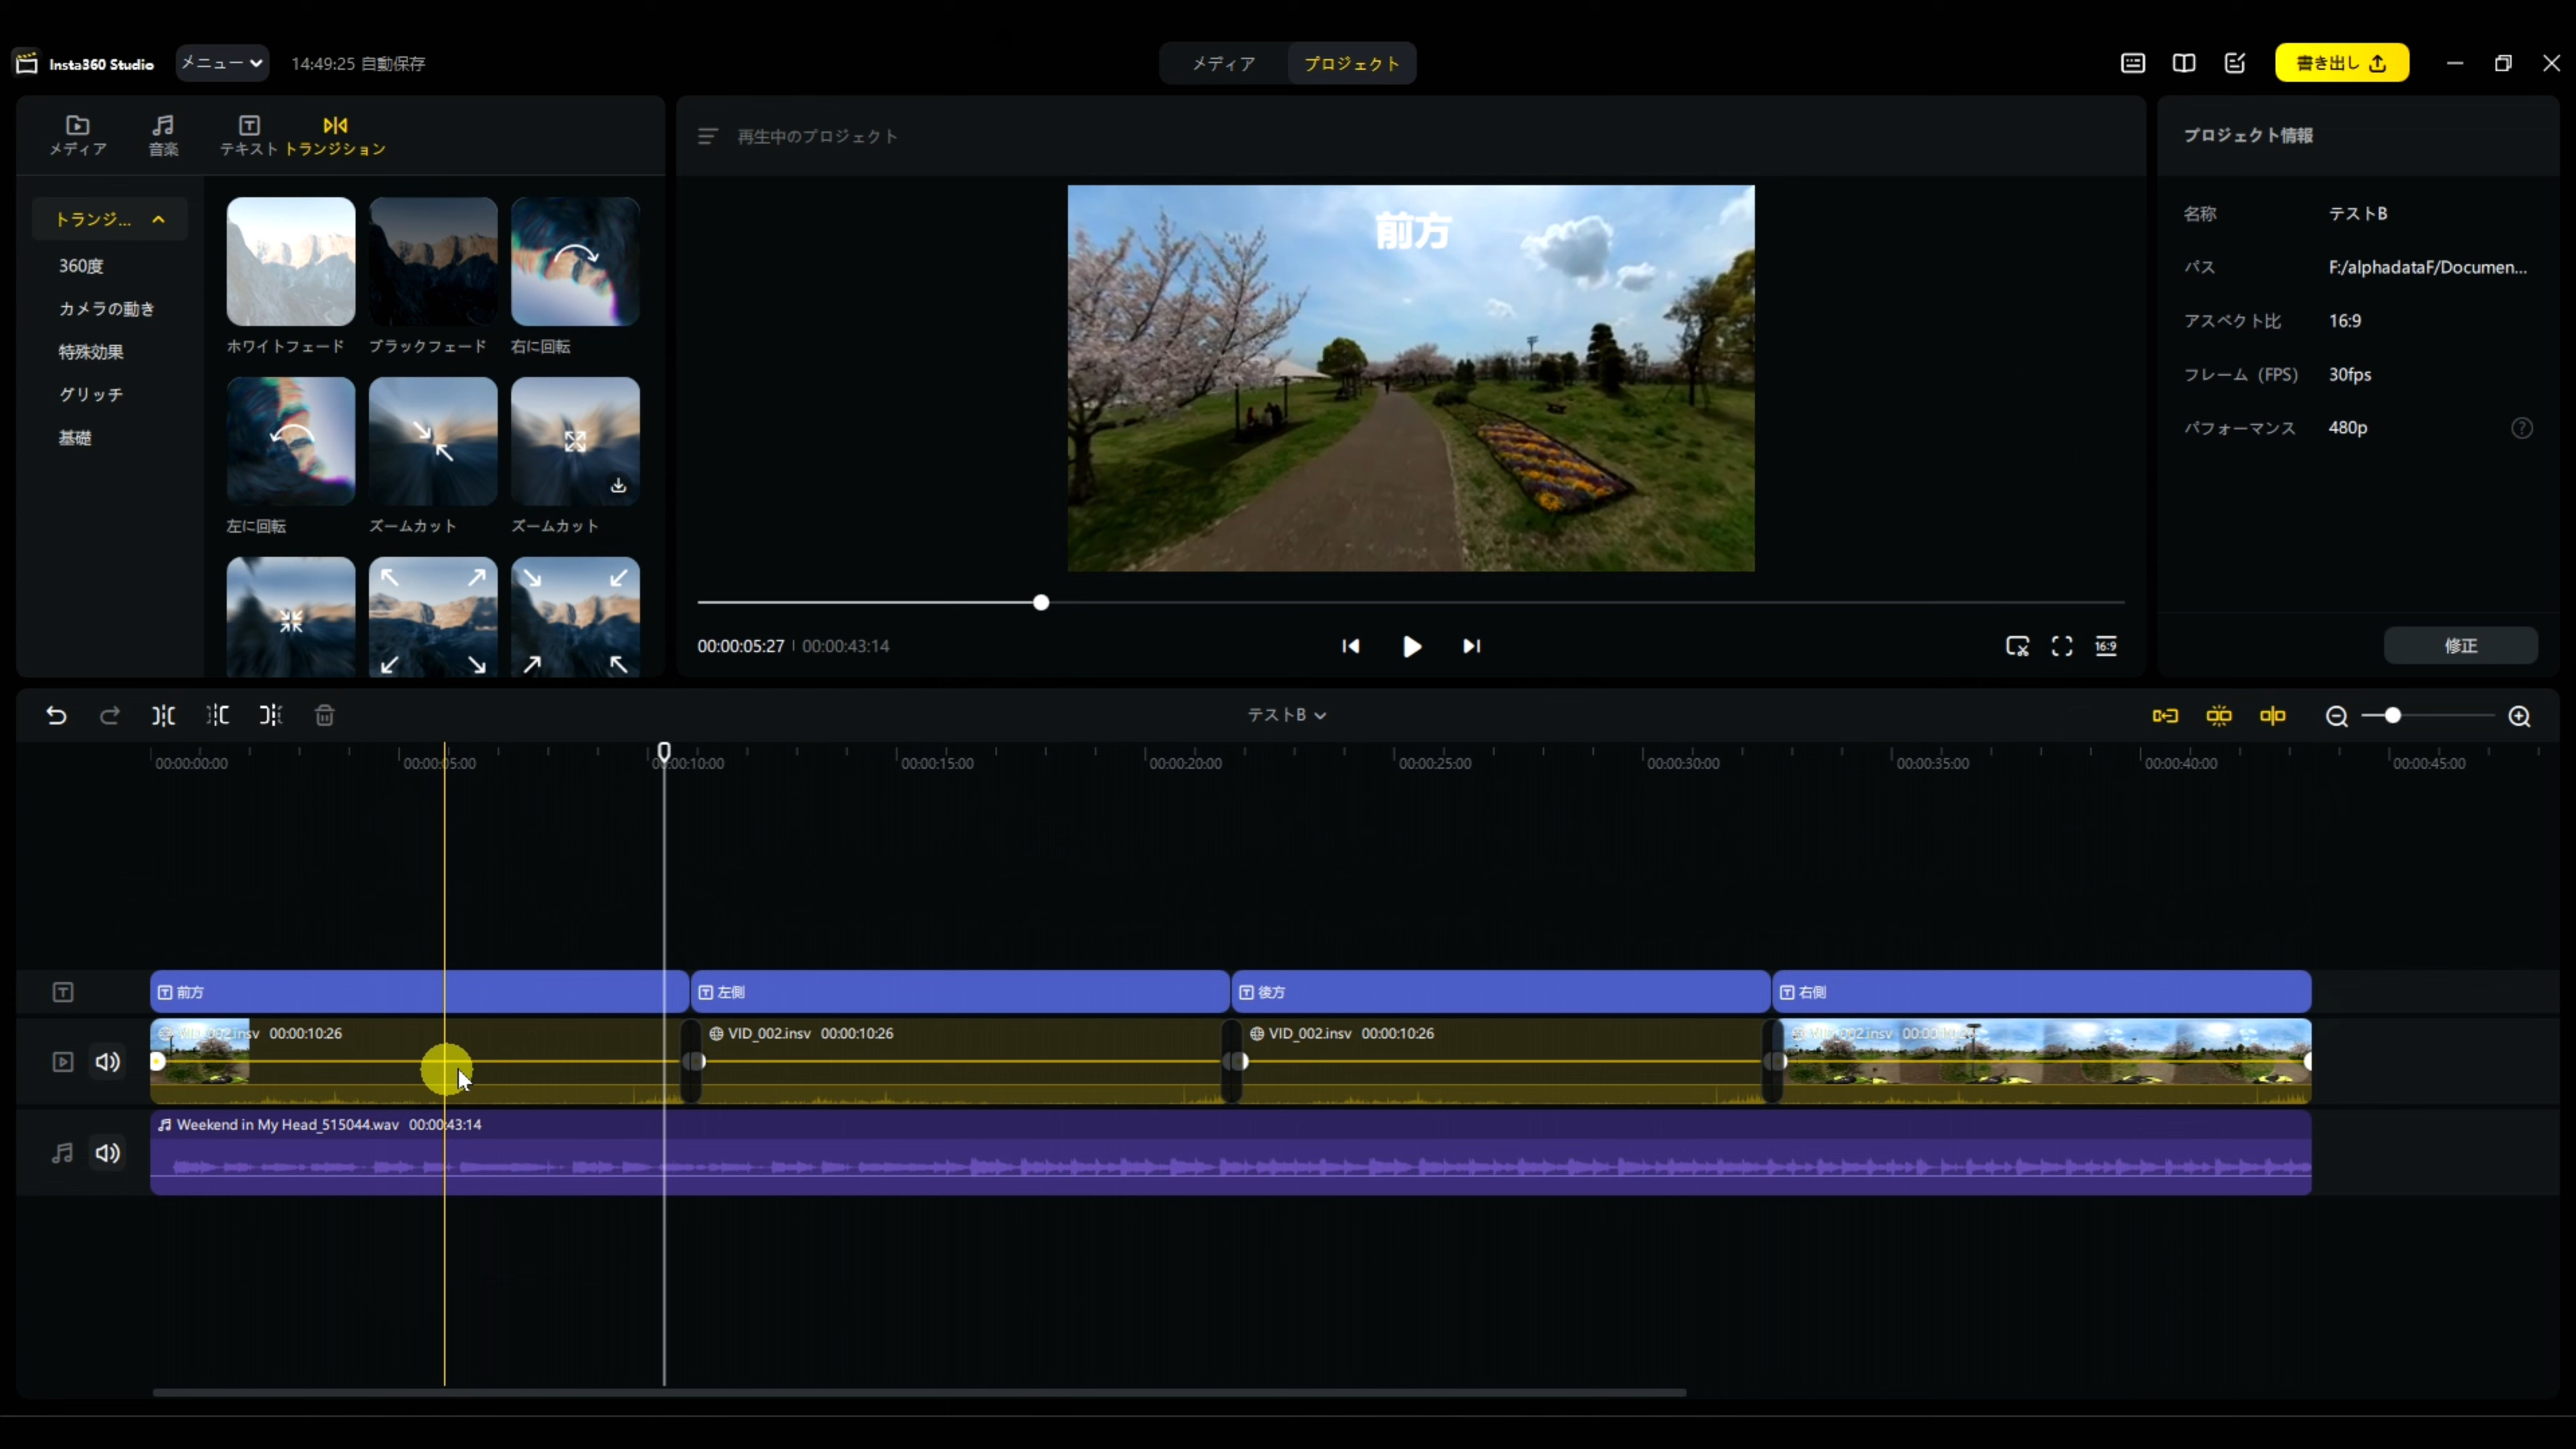 Insta360 Studio
メニュー
14:49:25 自動保存
メディア
プロジェクト
書き出し
メディア
音楽
テキスト
トランジション
トランジ...
360度
カメラの動き
特殊効果
グリッチ
基礎
ホワイトフェード
ブラックフェード
右に回転
左に回転
ズームカット
ズームカット
再生中のプロジェクト
前方
00:00:05:27 | 00:00:43:14
16:9
プロジェクト情報
名称 テストB
パス F:/alphadataF/Documen...
アスペクト比 16:9
フレーム (FPS) 30fps
パフォーマンス 480p
修正
テストB
00:00:00:00
00:00:05:00
00:00:10:00
00:00:15:00
00:00:20:00
00:00:25:00
00:00:30:00
00:00:35:00
00:00:40:00
00:00:45:00
前方
左側
後方
右側
VID_002.insv 00:00:10:26
VID_002.insv 00:00:10:26
VID_002.insv 00:00:10:26
VID_002.insv
Weekend in My Head_515044.wav 00:00:43:14